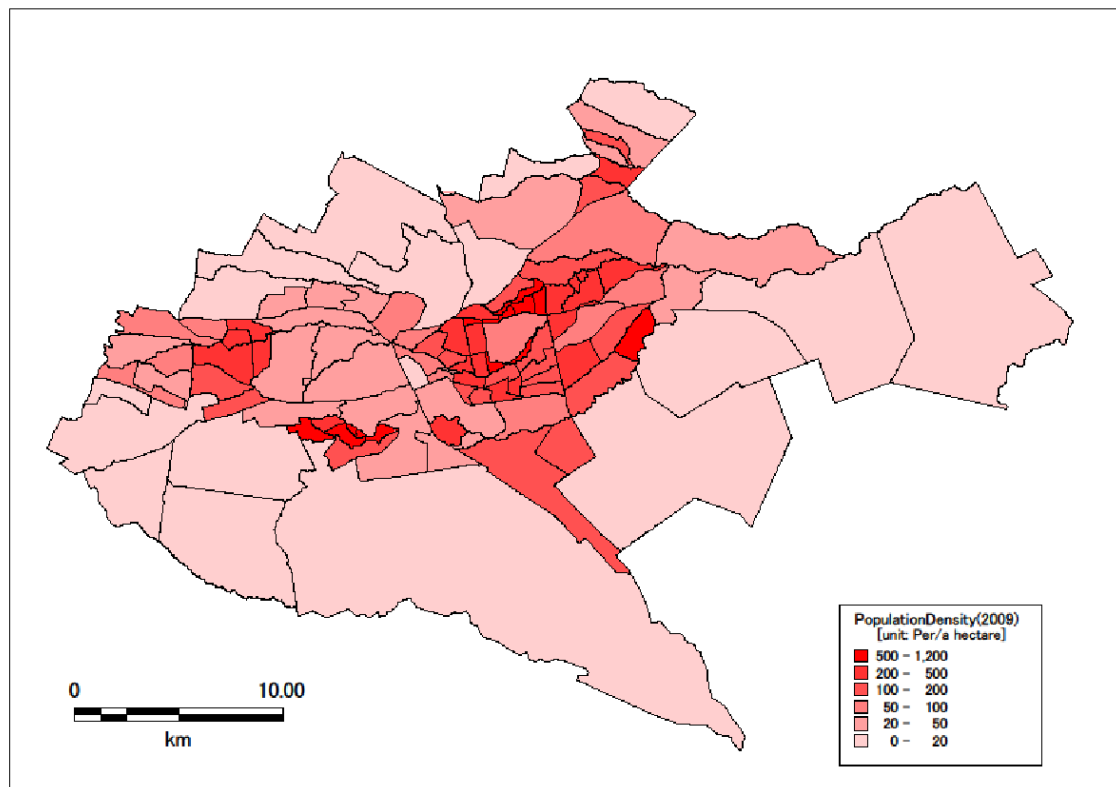 0 10.00
km
PopulationDensity(2009)
[unit: Per/a hectare]
500 - 1,200
200 - 500
100 - 200
50 - 100
20 - 50
0 - 20